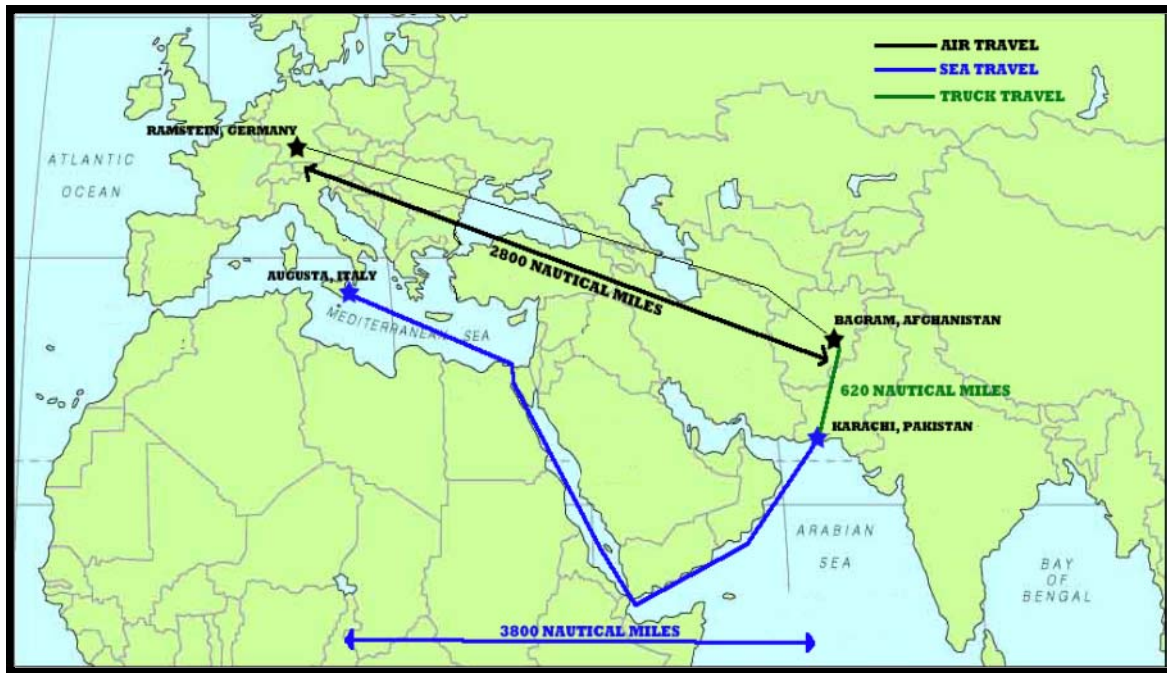 AIR TRAVEL
SEA TRAVEL
TRUCK TRAVEL
RAMSTEIN, GERMANY
ATLANTIC
OCEAN
2800 NAUTICAL MILES
AUGUSTA, ITALY
MEDITERRANEAN SEA
BAGRAM, AFGHANISTAN
620 NAUTICAL MILES
KARACHI, PAKISTAN
ARABIAN
SEA
BAY
OF
BENGAL
3800 NAUTICAL MILES